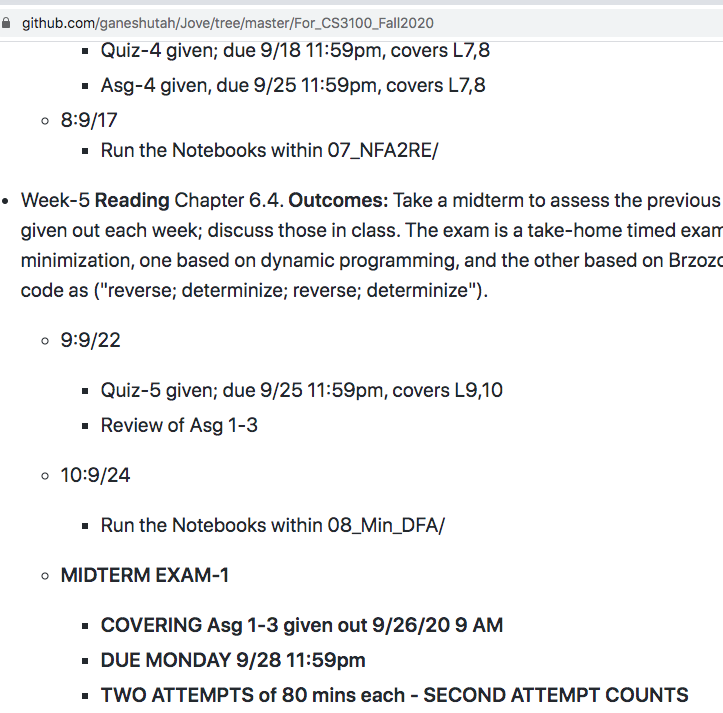 github.com/ganeshutah/Jove/tree/master/For_CS3100_Fall2020
Quiz-4 given; due 9/18 11:59pm, covers L7,8
Asg-4 given, due 9/25 11:59pm, covers L7,8
8:9/17
Run the Notebooks within 07_NFA2RE/
Week-5 Reading Chapter 6.4. Outcomes: Take a midterm to assess the previous
given out each week; discuss those in class. The exam is a take-home timed exam
minimization, one based on dynamic programming, and the other based on Brzozo
code as ("reverse; determinize; reverse; determinize").
9:9/22
Quiz-5 given; due 9/25 11:59pm, covers L9,10
Review of Asg 1-3
10:9/24
Run the Notebooks within 08_Min_DFA/
MIDTERM EXAM-1
COVERING Asg 1-3 given out 9/26/20 9 AM
DUE MONDAY 9/28 11:59pm
TWO ATTEMPTS of 80 mins each - SECOND ATTEMPT COUNTS